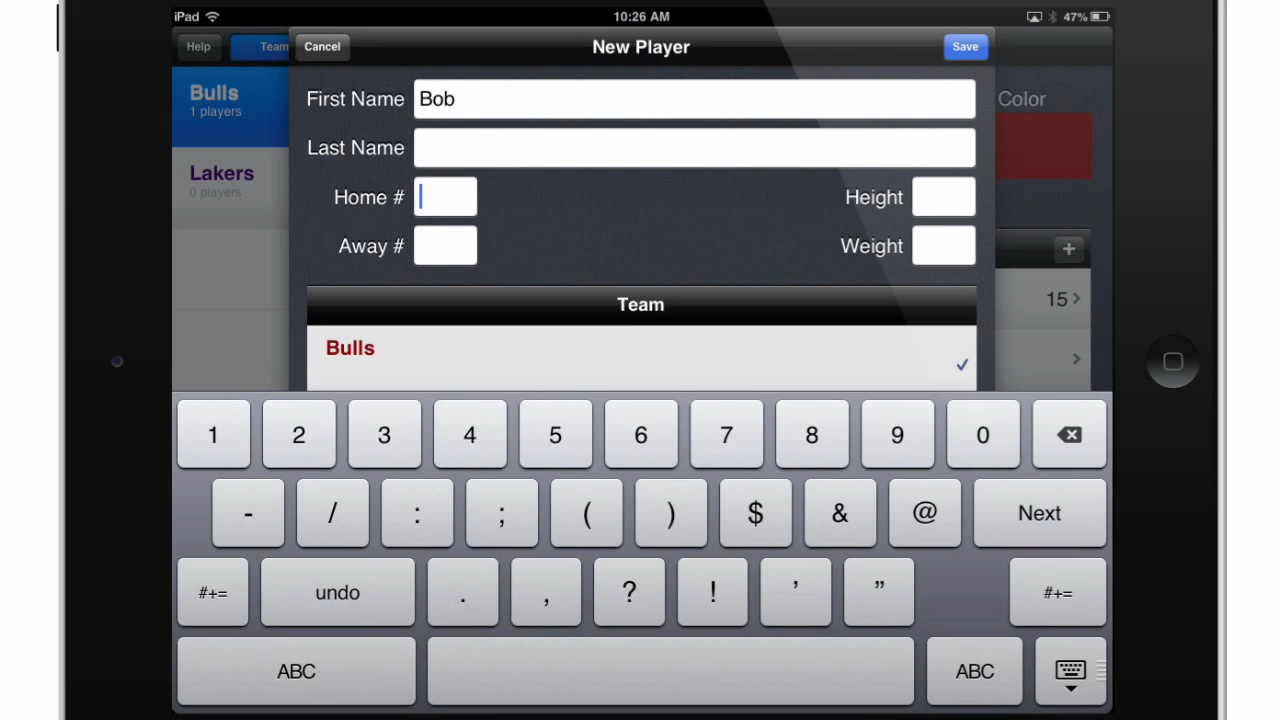 iPad 10:26 AM 47%
Help Team Cancel New Player Save
Bulls
1 players
Lakers
0 players
First Name Bob
Color
Last Name
Home # Height
Away # Weight
+
Team
15
Bulls
1 2 3 4 5 6 7 8 9 0
- / : ; ( ) $ & @ Next
#+= undo . , ? ! ’ ” #+=
ABC ABC